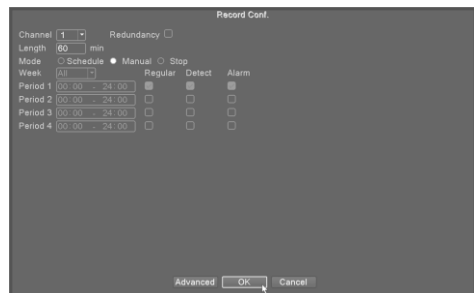 Record Conf.
Channel 1 Redundancy
Length 60 min
Mode Schedule Manual Stop
Week All Regular Detect Alarm
Period 1 00:00 - 24:00
Period 2 00:00 - 24:00
Period 3 00:00 - 24:00
Period 4 00:00 - 24:00
Advanced OK Cancel